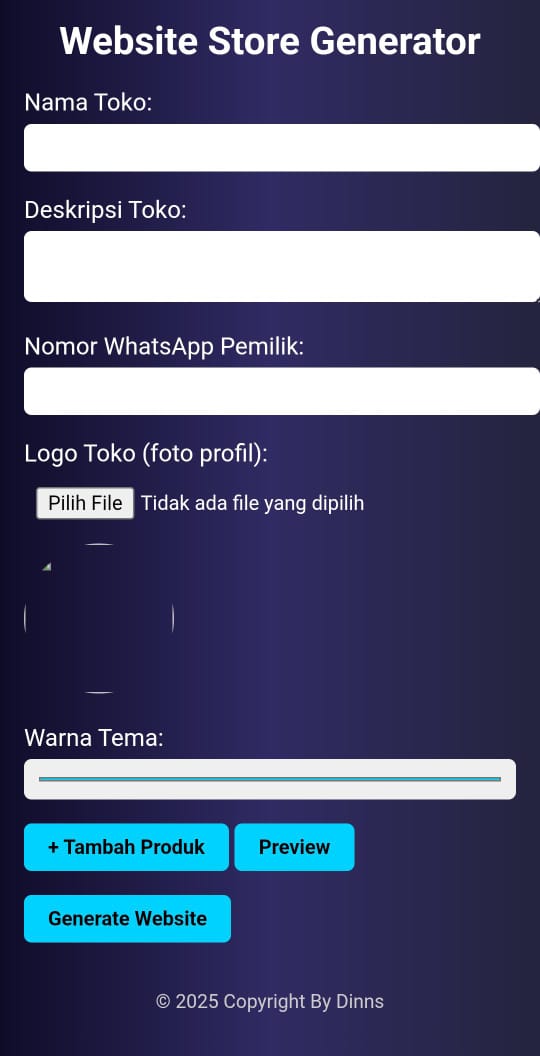 Website Store Generator
Nama Toko:
Deskripsi Toko:
Nomor WhatsApp Pemilik:
Logo Toko (foto profil):
Pilih File Tidak ada file yang dipilih
Warna Tema:
+ Tambah Produk Preview
Generate Website
© 2025 Copyright By Dinns